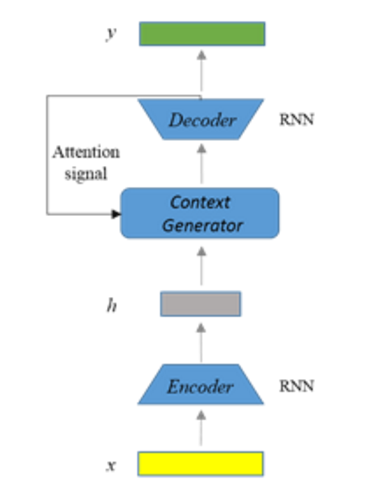 y
Decoder RNN
Attention
signal
Context
Generator
h
Encoder RNN
x